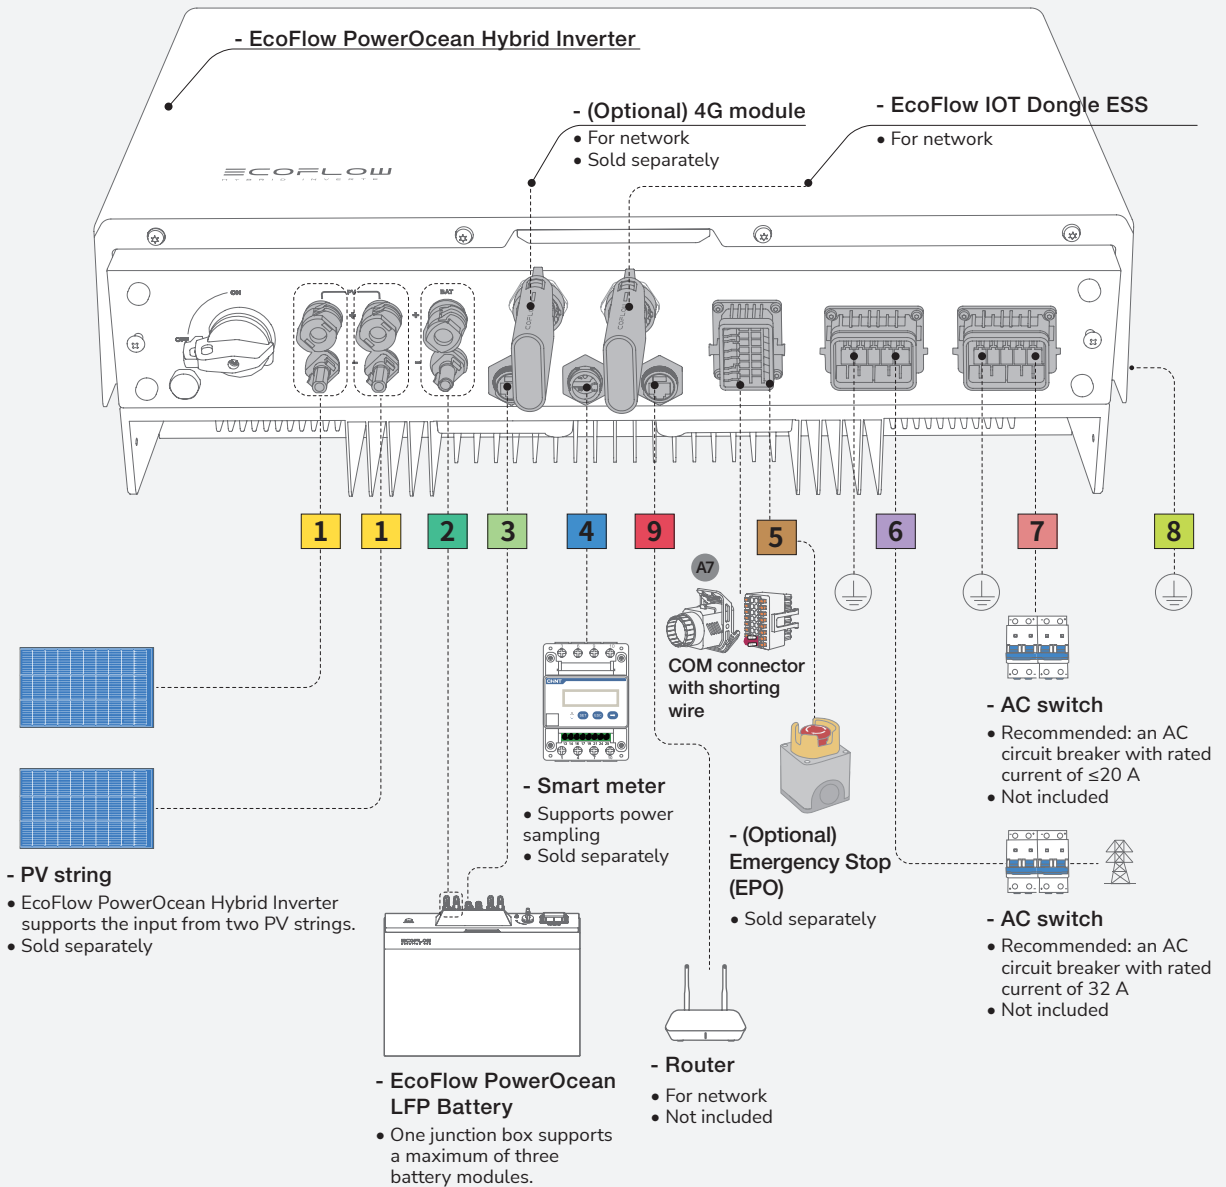 - EcoFlow PowerOcean Hybrid Inverter
- (Optional) 4G module
• For network
• Sold separately
- EcoFlow IOT Dongle ESS
• For network
ECOFLOW
HYBRID INVERTER
ON
OFF
PV
BAT
+
+
-
-
1
1
2
3
4
9
5
6
7
8
A7
COM connector
with shorting
wire
CHNT
- Smart meter
• Supports power
sampling
• Sold separately
- (Optional)
Emergency Stop
(EPO)
• Sold separately
- AC switch
• Recommended: an AC
circuit breaker with rated
current of ≤20 A
• Not included
- AC switch
• Recommended: an AC
circuit breaker with rated
current of 32 A
• Not included
- PV string
• EcoFlow PowerOcean Hybrid Inverter
supports the input from two PV strings.
• Sold separately
ECOFLOW
- EcoFlow PowerOcean
LFP Battery
• One junction box supports
a maximum of three
battery modules.
- Router
• For network
• Not included